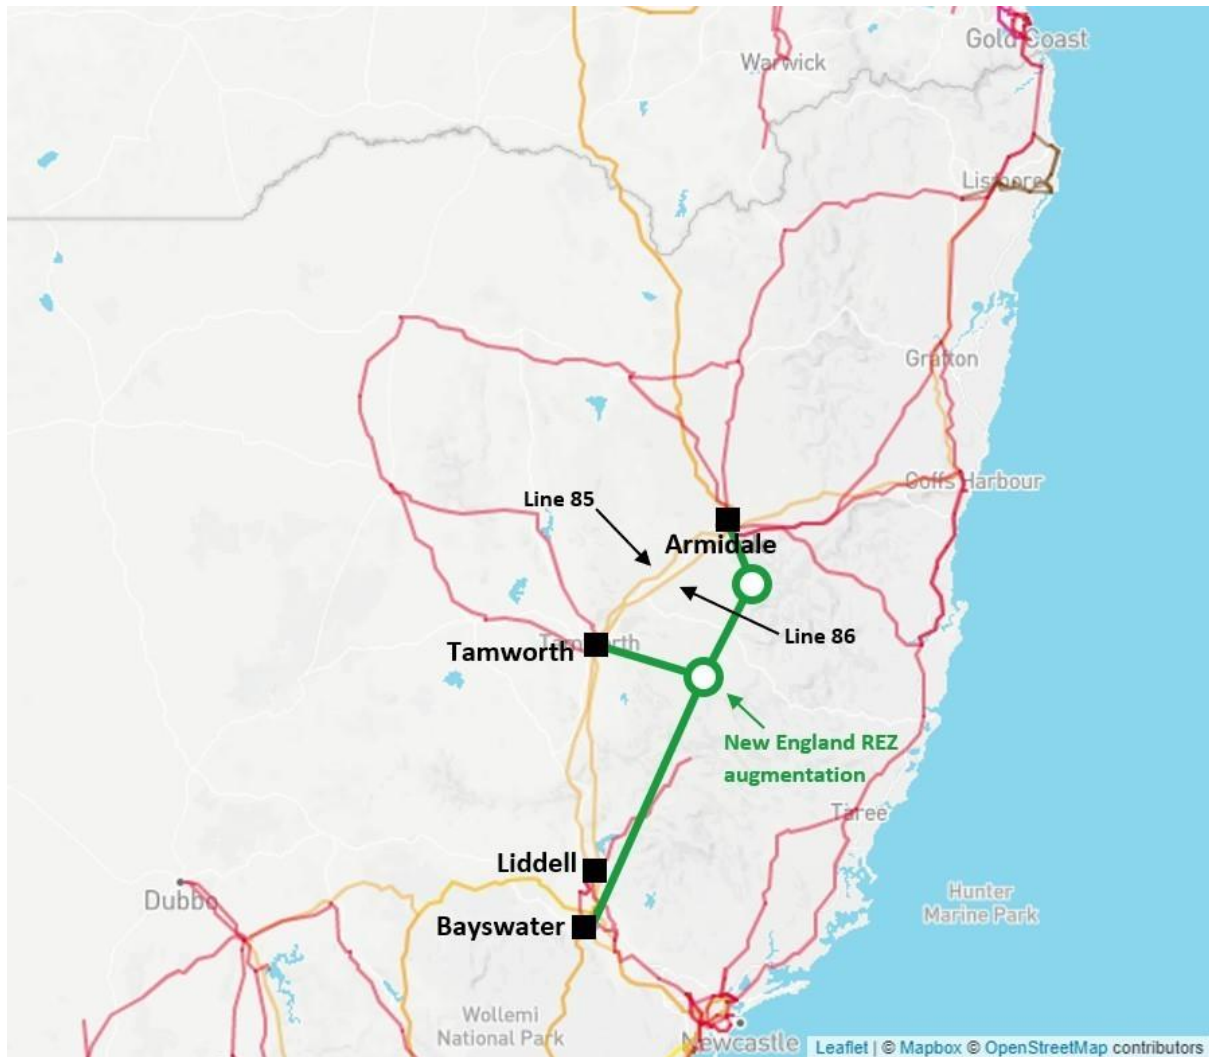 Gold Coast
Warwick
Lismore
Grafton
Coffs Harbour
Line 85
Armidale
Line 86
Tamworth
Tamworth
New England REZ
augmentation
Taree
Liddell
Dubbo
Hunter
Marine Park
Bayswater
Wollemi
National Park
Newcastle
Leaflet | © Mapbox © OpenStreetMap contributors